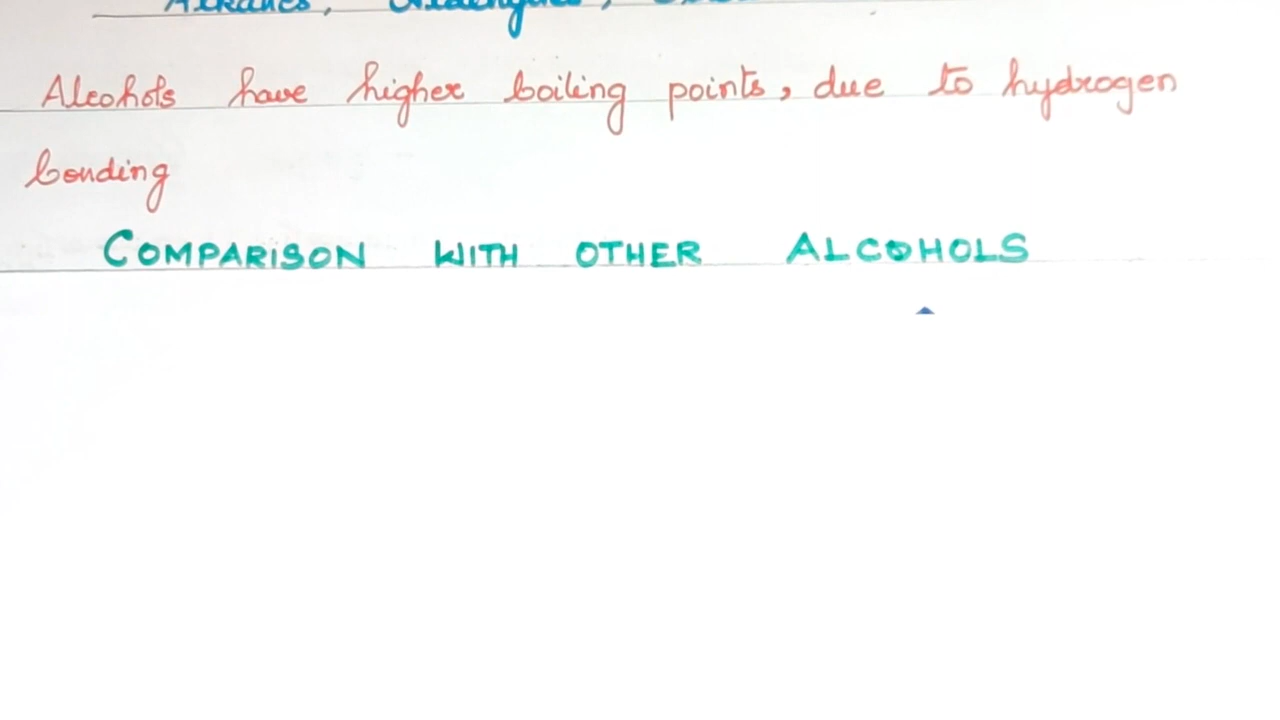 Alcohols have higher boiling points, due to hydrogen
bonding
COMPARISON WITH OTHER ALCOHOLS